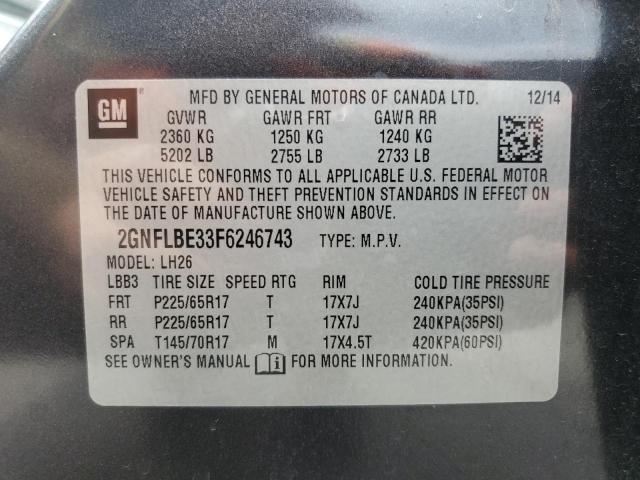 GM ®
MFD BY GENERAL MOTORS OF CANADA LTD. 12/14
GVWR GAWR FRT GAWR RR
2360 KG 1250 KG 1240 KG
5202 LB 2755 LB 2733 LB
THIS VEHICLE CONFORMS TO ALL APPLICABLE U.S. FEDERAL MOTOR
VEHICLE SAFETY AND THEFT PREVENTION STANDARDS IN EFFECT ON
THE DATE OF MANUFACTURE SHOWN ABOVE.
2GNFLBE33F6246743 TYPE: M.P.V.
MODEL: LH26
LBB3 TIRE SIZE SPEED RTG RIM COLD TIRE PRESSURE
FRT P225/65R17 T 17X7J 240KPA(35PSI)
RR P225/65R17 T 17X7J 240KPA(35PSI)
SPA T145/70R17 M 17X4.5T 420KPA(60PSI)
SEE OWNER'S MANUAL FOR MORE INFORMATION.